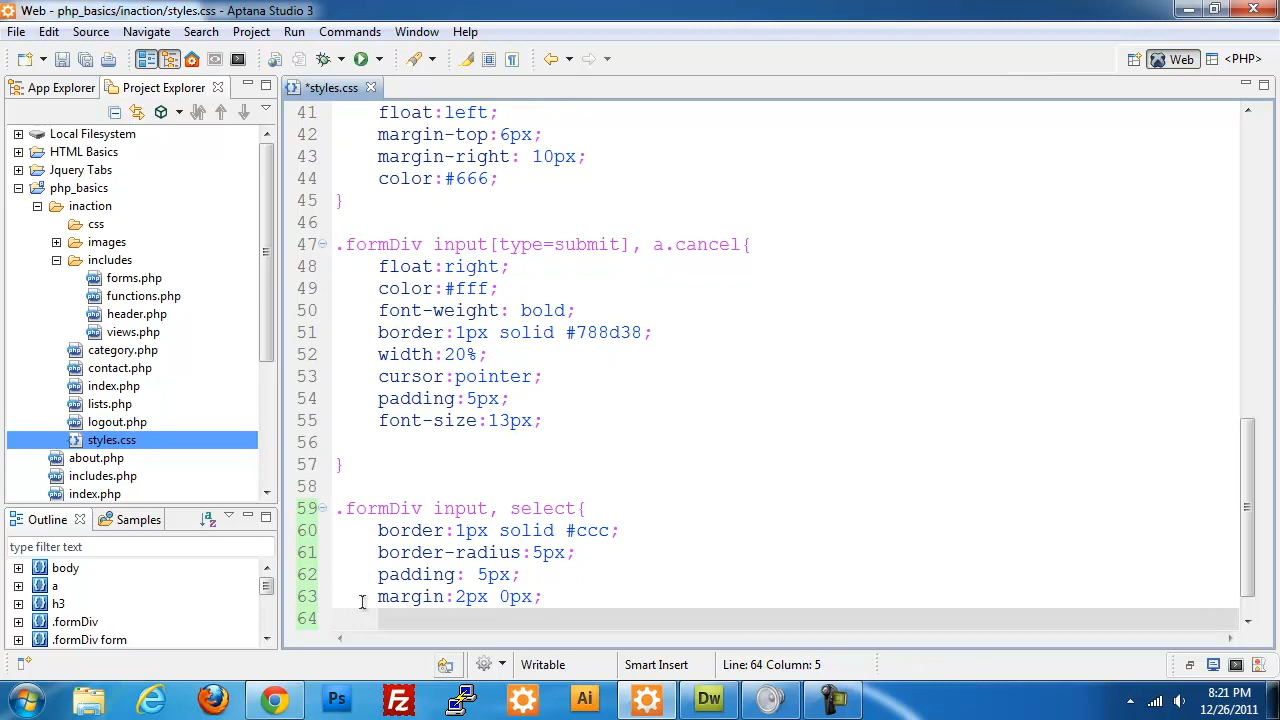 Web - php_basics/inaction/styles.css - Aptana Studio 3
File Edit Source Navigate Search Project Run Commands Window Help
Web <PHP>
App Explorer Project Explorer
*styles.css
Local Filesystem
HTML Basics
Jquery Tabs
php_basics
inaction
css
images
includes
forms.php
functions.php
header.php
views.php
category.php
contact.php
index.php
lists.php
logout.php
styles.css
about.php
includes.php
index.php
Outline Samples
type filter text
body
a
h3
.formDiv
.formDiv form
41 float:left;
42 margin-top:6px;
43 margin-right: 10px;
44 color:#666;
45 }
46
47 .formDiv input[type=submit], a.cancel{
48 float:right;
49 color:#fff;
50 font-weight: bold;
51 border:1px solid #788d38;
52 width:20%;
53 cursor:pointer;
54 padding:5px;
55 font-size:13px;
56
57 }
58
59 .formDiv input, select{
60 border:1px solid #ccc;
61 border-radius:5px;
62 padding: 5px;
63 margin:2px 0px;
64
Writable Smart Insert Line: 64 Column: 5
Ps Fz Ai Dw
8:21 PM
12/26/2011